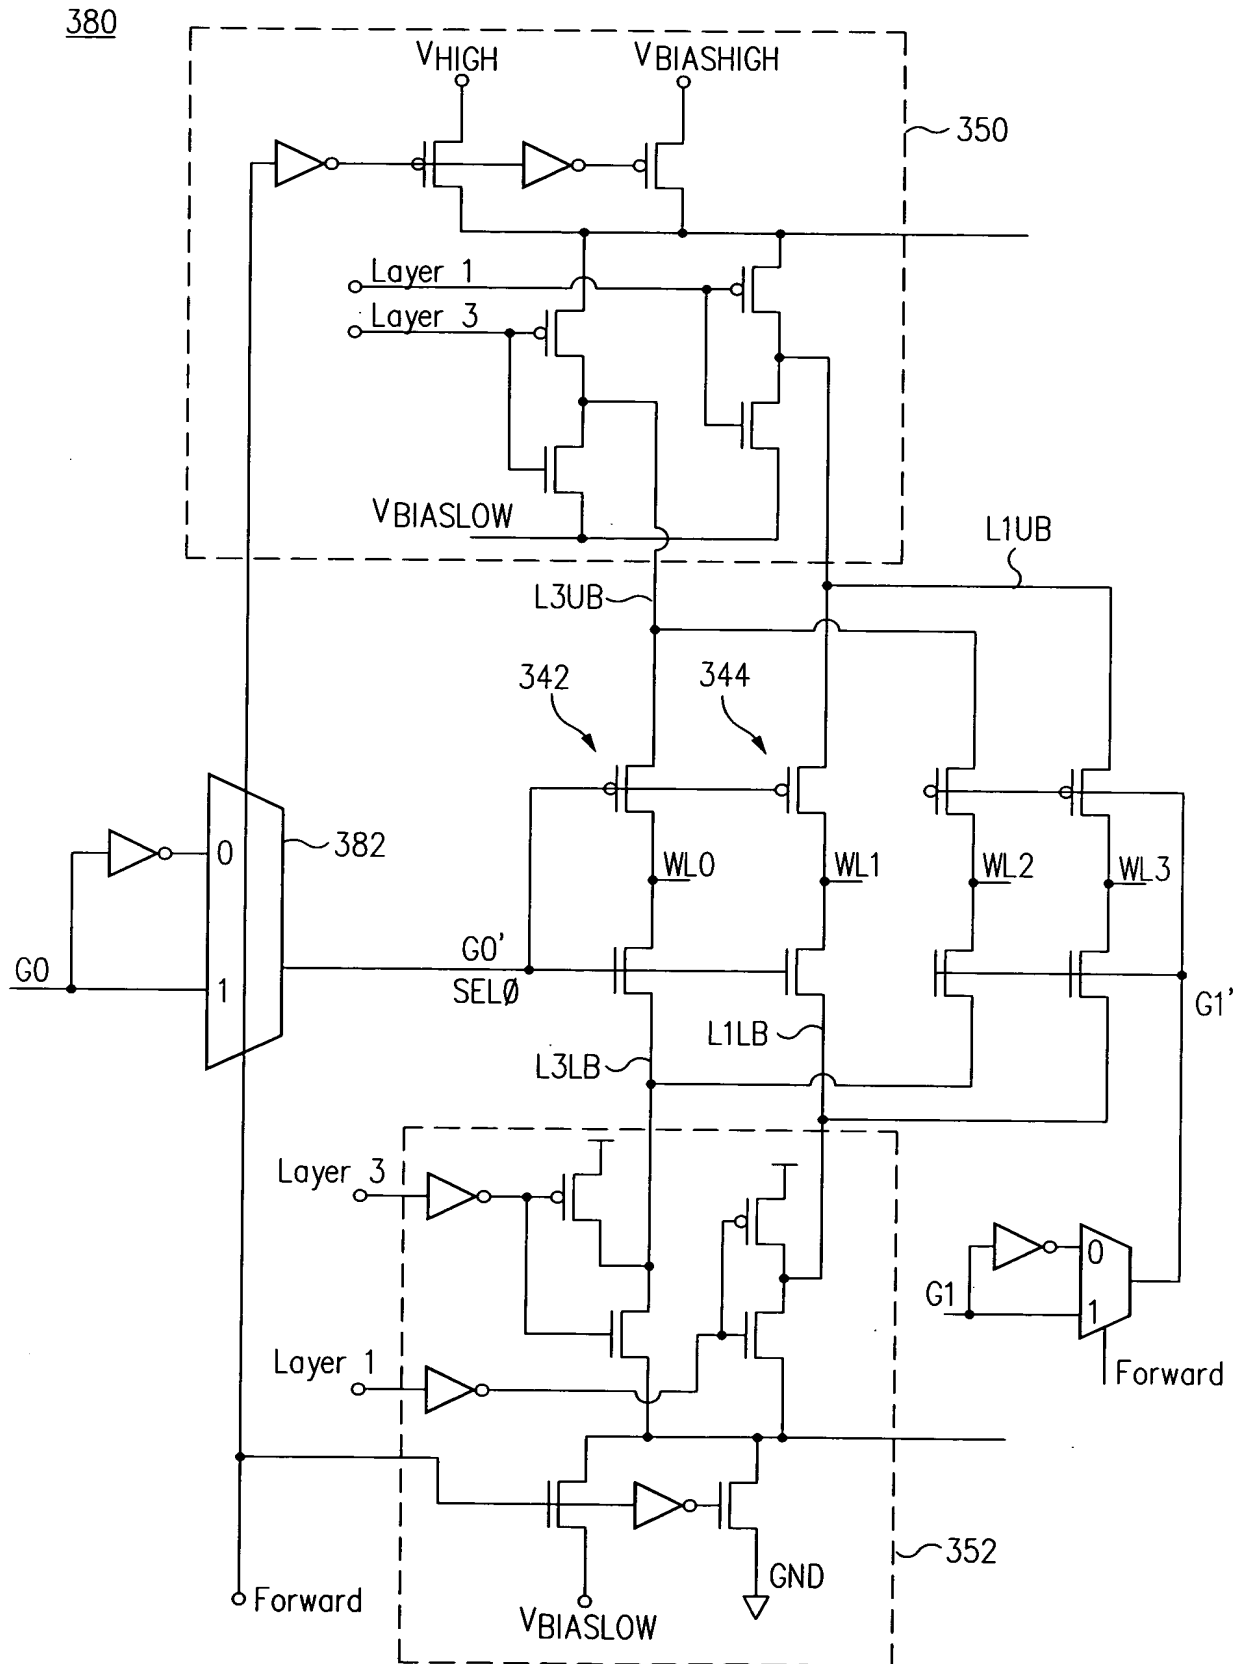 380
VHIGH
VBIASHIGH
350
Layer 1
Layer 3
VBIASLOW
L1UB
L3UB
342
344
0
382
WL0
WL1
WL2
WL3
G0
1
G0'
SELØ
G1'
L1LB
L3LB
Layer 3
0
G1
1
Layer 1
Forward
352
GND
Forward
VBIASLOW